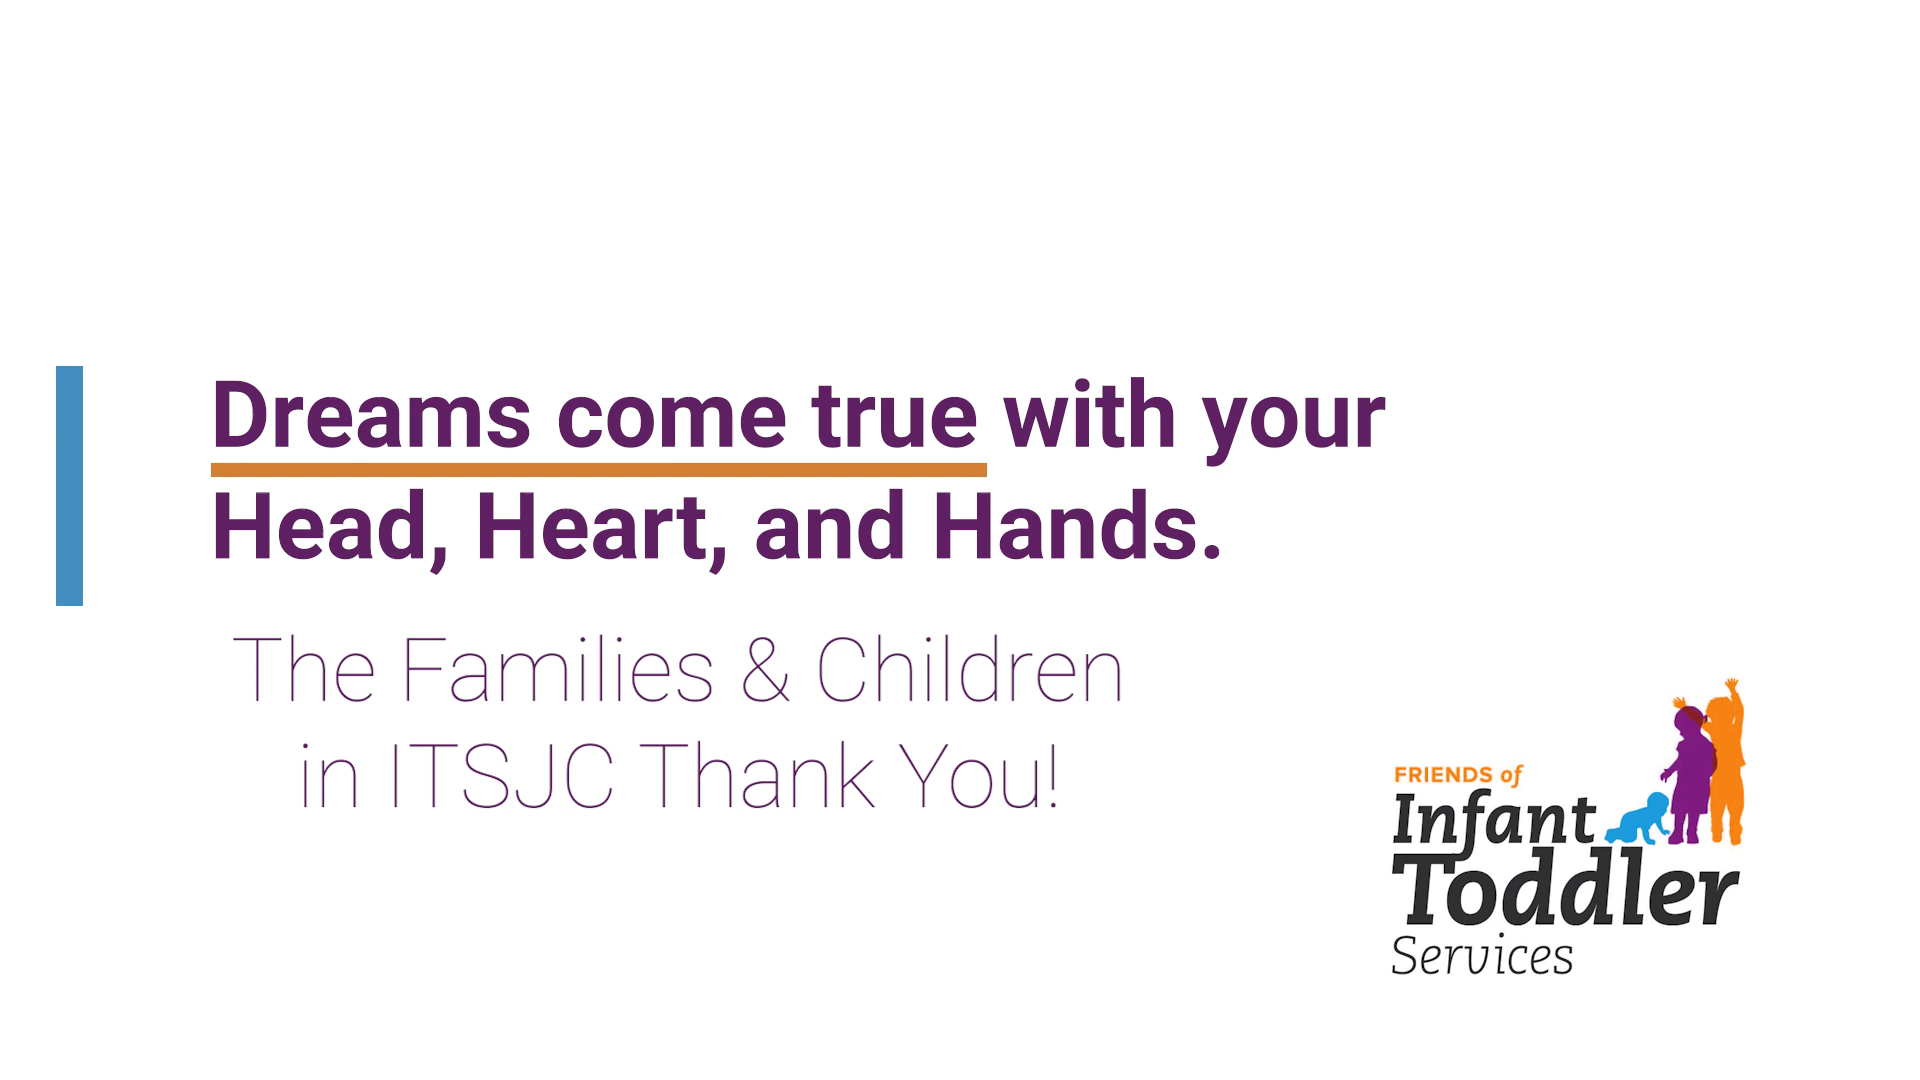 Dreams come true with your
Head, Heart, and Hands.
The Families & Children
in ITSJC Thank You!
FRIENDS of
Infant
Toddler
Services